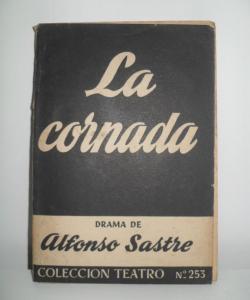 La
cornada
DRAMA DE
Alfonso Sastre
COLECCION TEATRO Nº 253